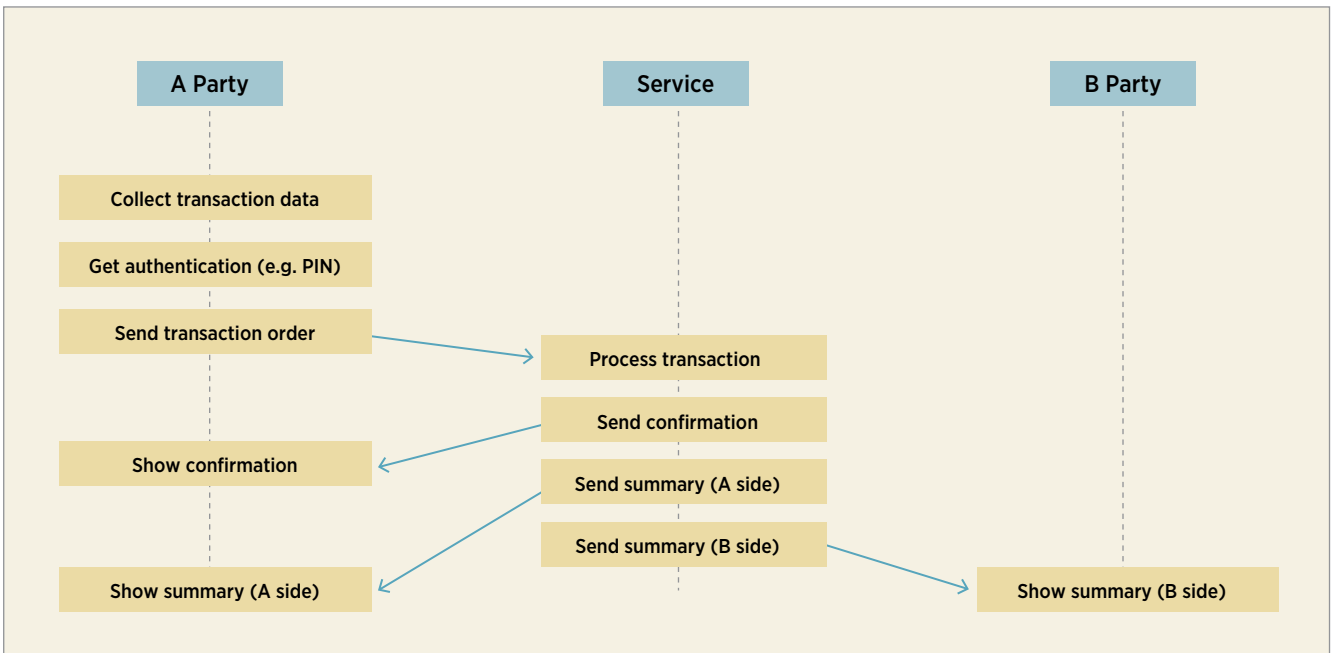 A Party
Service
B Party
Collect transaction data
Get authentication (e.g. PIN)
Send transaction order
Process transaction
Send confirmation
Show confirmation
Send summary (A side)
Send summary (B side)
Show summary (A side)
Show summary (B side)